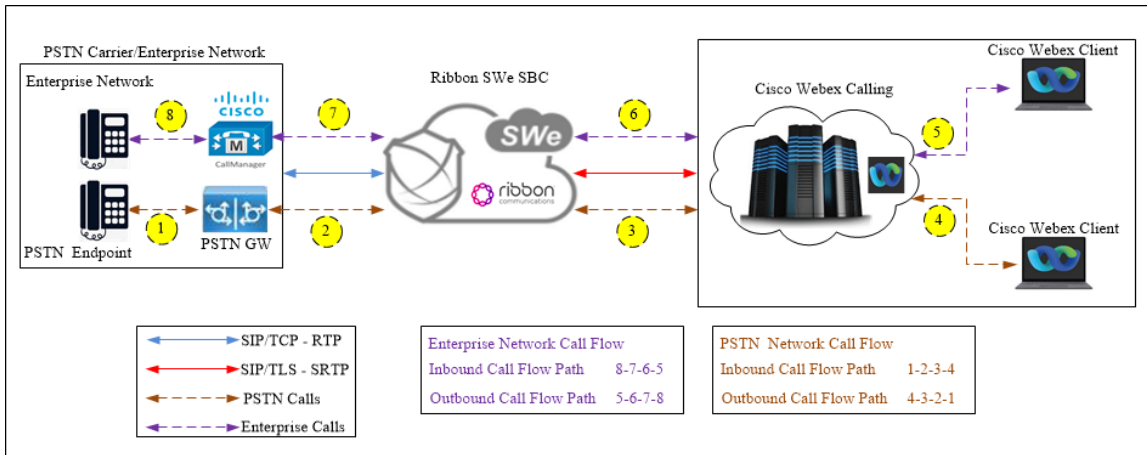 PSTN Carrier/Enterprise Network
Enterprise Network
8
CISCO
M
CallManager
7
1
PSTN Endpoint
PSTN GW
2
Ribbon SWe SBC
SWe
ribbon
communications
6
3
Cisco Webex Calling
5
4
Cisco Webex Client
Cisco Webex Client
SIP/TCP - RTP
SIP/TLS - SRTP
PSTN Calls
Enterprise Calls
Enterprise Network Call Flow
Inbound Call Flow Path 8-7-6-5
Outbound Call Flow Path 5-6-7-8
PSTN Network Call Flow
Inbound Call Flow Path 1-2-3-4
Outbound Call Flow Path 4-3-2-1